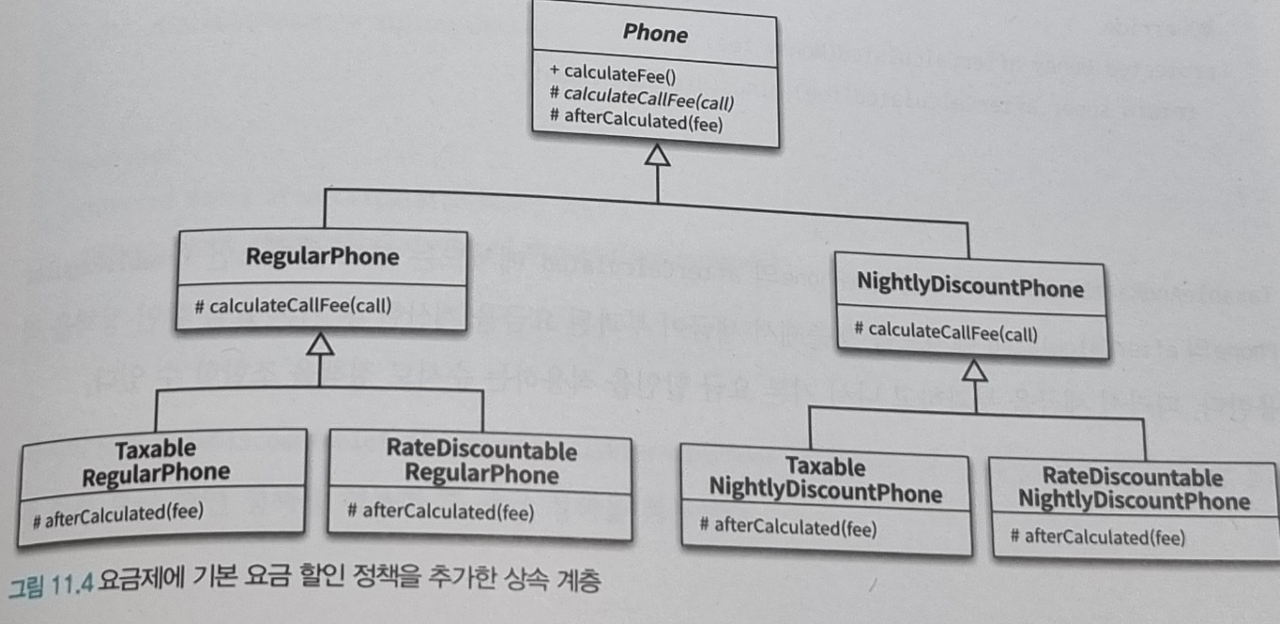 Phone
+ calculateFee()
# calculateCallFee(call)
# afterCalculated(fee)
RegularPhone
# calculateCallFee(call)
NightlyDiscountPhone
# calculateCallFee(call)
Taxable
RegularPhone
# afterCalculated(fee)
RateDiscountable
RegularPhone
# afterCalculated(fee)
Taxable
NightlyDiscountPhone
# afterCalculated(fee)
RateDiscountable
NightlyDiscountPhone
# afterCalculated(fee)
그림 11.4 요금제에 기본 요금 할인 정책을 추가한 상속 계층